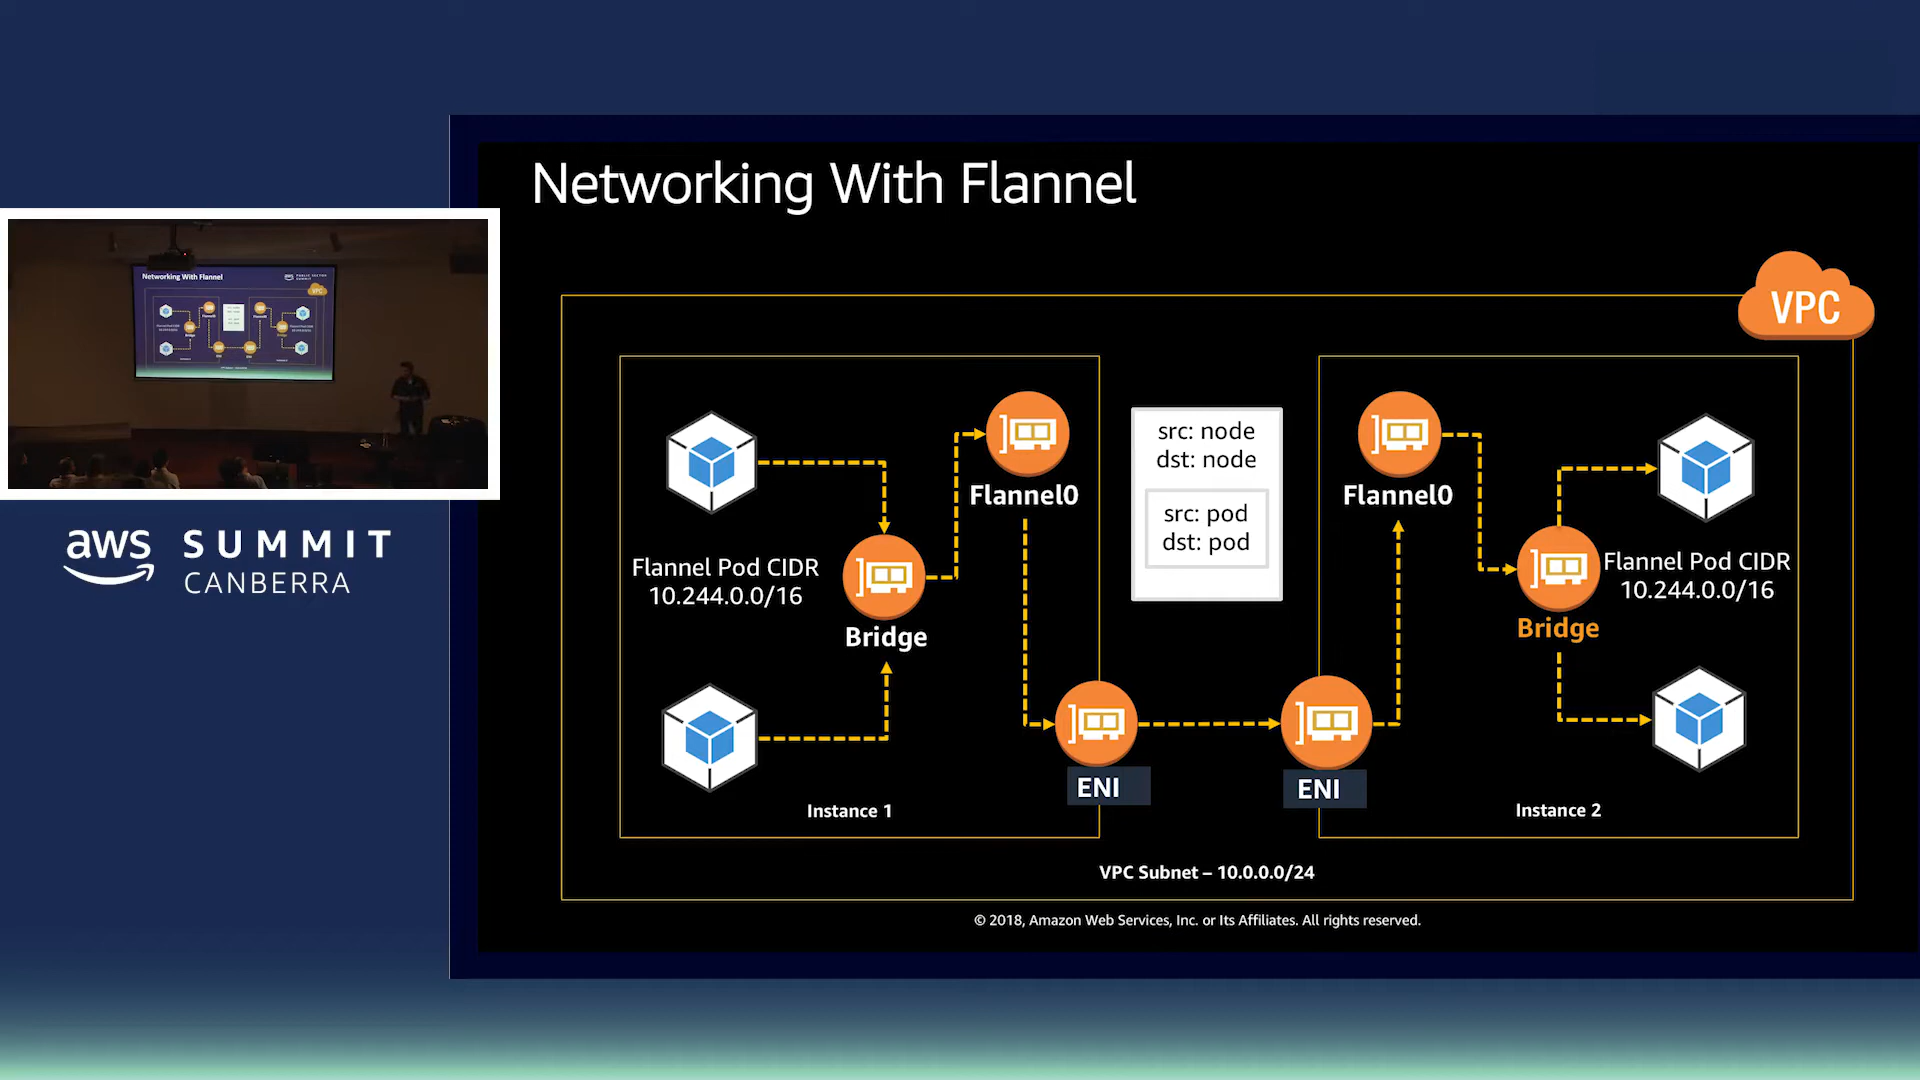 Networking With Flannel
VPC
src: node
dst: node
src: pod
dst: pod
Flannel0
Flannel0
Flannel Pod CIDR
10.244.0.0/16
Flannel Pod CIDR
10.244.0.0/16
Bridge
Bridge
ENI
ENI
Instance 1
Instance 2
VPC Subnet – 10.0.0.0/24
© 2018, Amazon Web Services, Inc. or Its Affiliates. All rights reserved.
Networking With Flannel
aws SUMMIT
CANBERRA